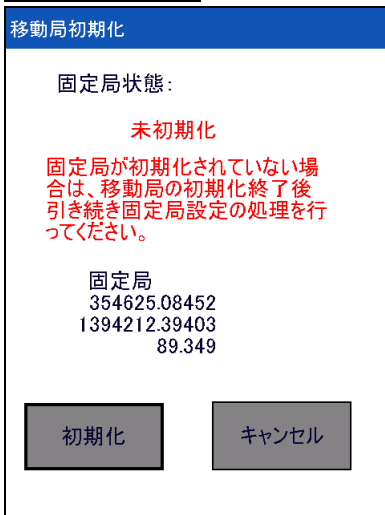 移動局初期化
固定局状態:
未初期化
固定局が初期化されていない場
合は、移動局の初期化終了後
引き続き固定局設定の処理を行
ってください。
固定局
354625.08452
1394212.39403
89.349
初期化
キャンセル